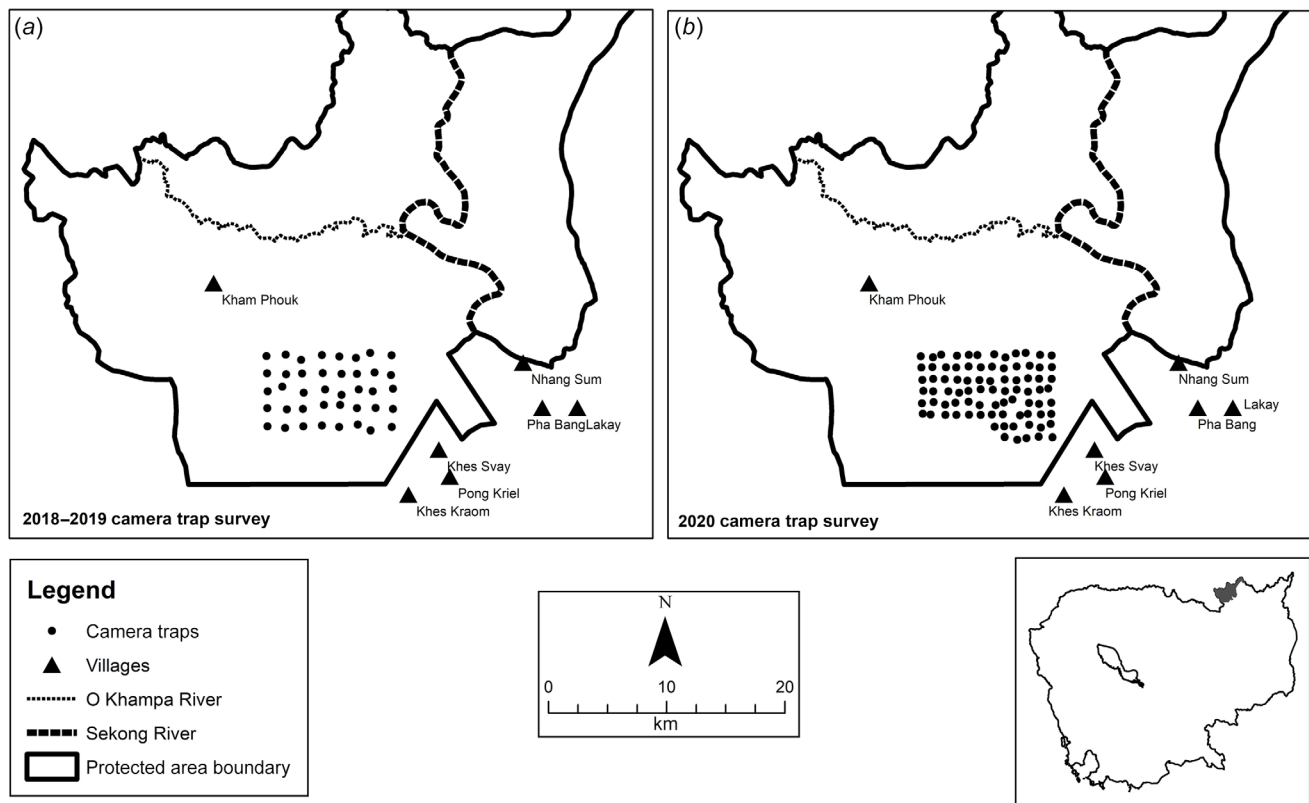 (a)
Kham Phouk
Nhang Sum
Pha BangLakay
Khes Svay
Pong Kriel
Khes Kraom
2018–2019 camera trap survey
(b)
Kham Phouk
Nhang Sum
Lakay
Pha Bang
Khes Svay
Pong Kriel
Khes Kraom
2020 camera trap survey
Legend
Camera traps
Villages
O Khampa River
Sekong River
Protected area boundary
N
0 10 20
km